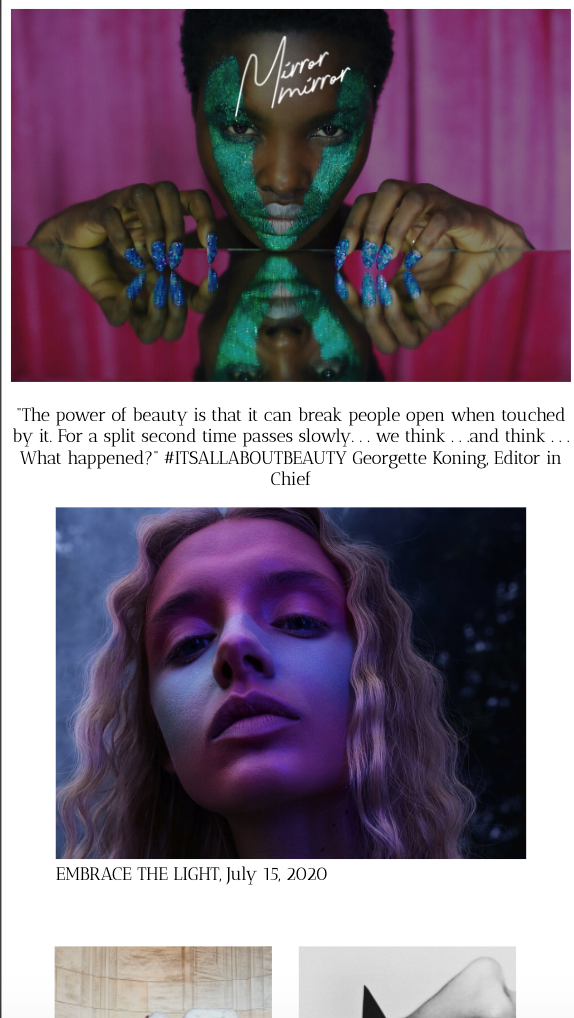 Mirror
mirror
"The power of beauty is that it can break people open when touched
by it. For a split second time passes slowly. . . we think . . .and think . . .
What happened?" #ITSALLABOUTBEAUTY Georgette Koning, Editor in
Chief
EMBRACE THE LIGHT, July 15, 2020